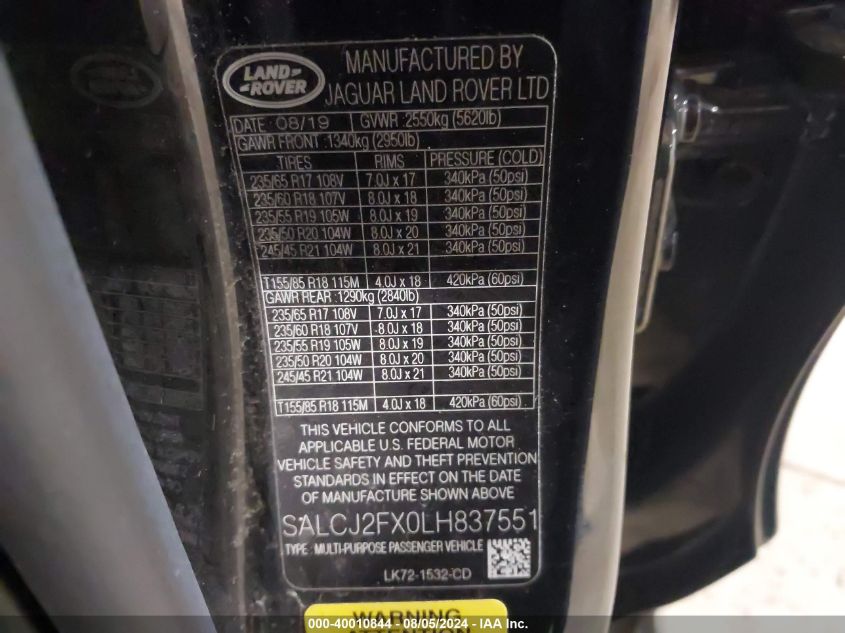 LAND-
-ROVER
MANUFACTURED BY
JAGUAR LAND ROVER LTD
DATE : 08/19 GVWR : 2550kg (5620lb)
GAWR FRONT : 1340kg (2950lb)
TIRES RIMS PRESSURE (COLD)
235/65 R17 108V 7.0J x 17 340kPa (50psi)
235/60 R18 107V 8.0J x 18 340kPa (50psi)
235/55 R19 105W 8.0J x 19 340kPa (50psi)
235/50 R20 104W 8.0J x 20 340kPa (50psi)
245/45 R21 104W 8.0J x 21 340kPa (50psi)
T155/85 R18 115M 4.0J x 18 420kPa (60psi)
GAWR REAR : 1290kg (2840lb)
235/65 R17 108V 7.0J x 17 340kPa (50psi)
235/60 R18 107V 8.0J x 18 340kPa (50psi)
235/55 R19 105W 8.0J x 19 340kPa (50psi)
235/50 R20 104W 8.0J x 20 340kPa (50psi)
245/45 R21 104W 8.0J x 21 340kPa (50psi)
T155/85 R18 115M 4.0J x 18 420kPa (60psi)
THIS VEHICLE CONFORMS TO ALL
APPLICABLE U.S. FEDERAL MOTOR
VEHICLE SAFETY AND THEFT PREVENTION
STANDARDS IN EFFECT ON THE DATE
OF MANUFACTURE SHOWN ABOVE
SALCJ2FX0LH837551
TYPE : MULTI-PURPOSE PASSENGER VEHICLE
LK72-1532-CD
WARNING
ATTENTION
000-40010844 - 08/05/2024 - IAA Inc.